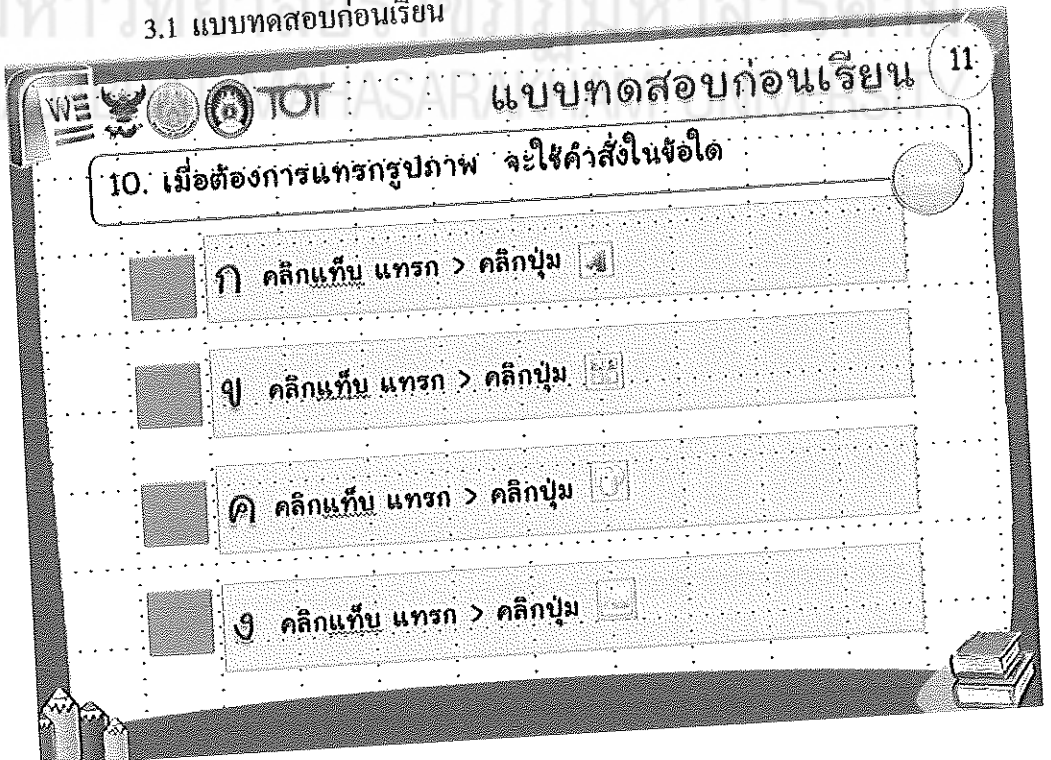 3.1 แบบทดสอบก่อนเรียน
TOT
แบบทดสอบก่อนเรียน 11
10. เมื่อต้องการแทรกรูปภาพ จะใช้คำสั่งในข้อใด
ก คลิกแท็บ แทรก > คลิกปุ่ม
ข คลิกแท็บ แทรก > คลิกปุ่ม
ค คลิกแท็บ แทรก > คลิกปุ่ม
ง คลิกแท็บ แทรก > คลิกปุ่ม